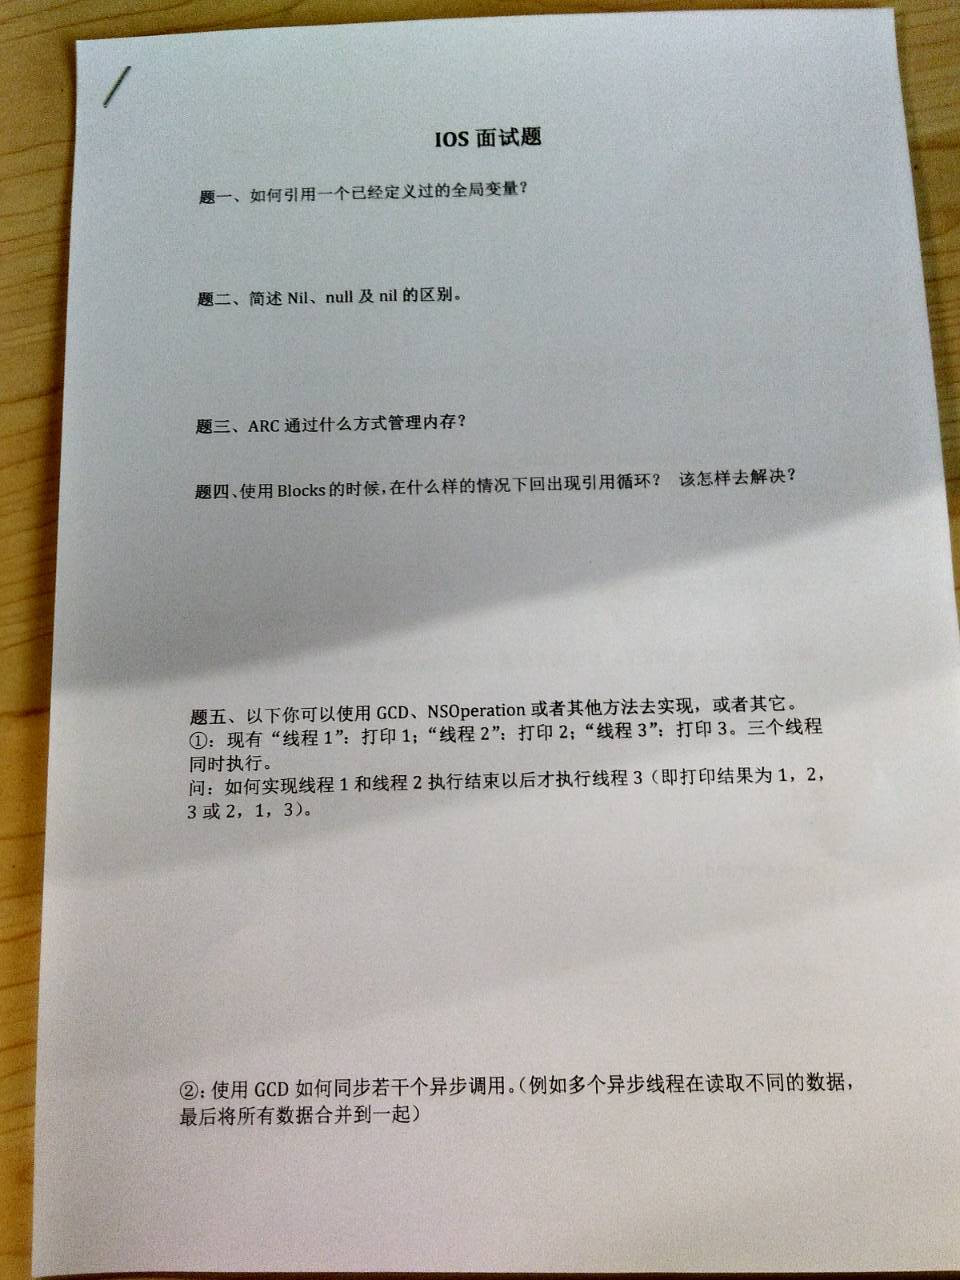 IOS 面试题
题一、如何引用一个已经定义过的全局变量？
题二、简述 Nil、null 及 nil 的区别。
题三、ARC 通过什么方式管理内存？
题四、使用 Blocks 的时候，在什么样的情况下回出现引用循环？ 该怎样去解决？
题五、以下你可以使用 GCD、NSOperation 或者其他方法去实现，或者其它。
①：现有“线程 1”：打印 1；“线程 2”：打印 2；“线程 3”：打印 3。三个线程
同时执行。
问：如何实现线程 1 和线程 2 执行结束以后才执行线程 3（即打印结果为 1，2，
3 或 2，1，3）。
②：使用 GCD 如何同步若干个异步调用。（例如多个异步线程在读取不同的数据，
最后将所有数据合并到一起）